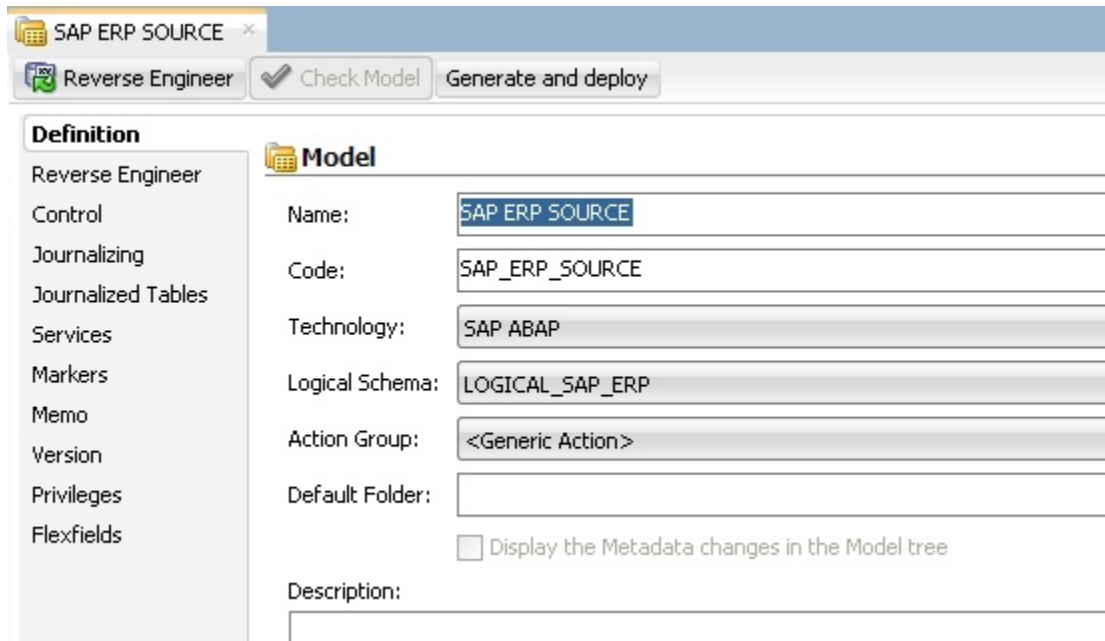 SAP ERP SOURCE
Reverse Engineer Check Model Generate and deploy
Definition
Reverse Engineer
Control
Journalizing
Journalized Tables
Services
Markers
Memo
Version
Privileges
Flexfields
Model
Name: SAP ERP SOURCE
Code: SAP_ERP_SOURCE
Technology: SAP ABAP
Logical Schema: LOGICAL_SAP_ERP
Action Group: <Generic Action>
Default Folder:
Display the Metadata changes in the Model tree
Description: